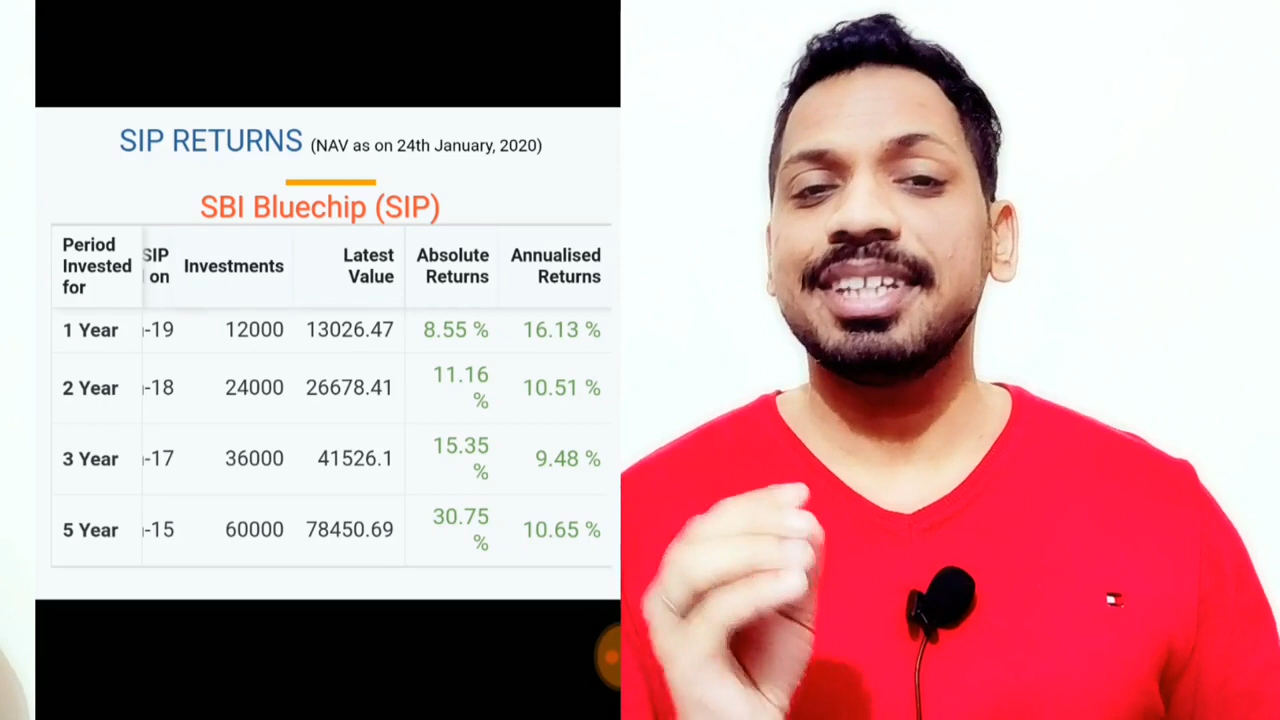 SIP RETURNS (NAV as on 24th January, 2020)
SBI Bluechip (SIP)
Period Invested for SIP on Investments Latest Value Absolute Returns Annualised Returns
1 Year -19 12000 13026.47 8.55 % 16.13 %
2 Year -18 24000 26678.41 11.16 % 10.51 %
3 Year -17 36000 41526.1 15.35 % 9.48 %
5 Year -15 60000 78450.69 30.75 % 10.65 %